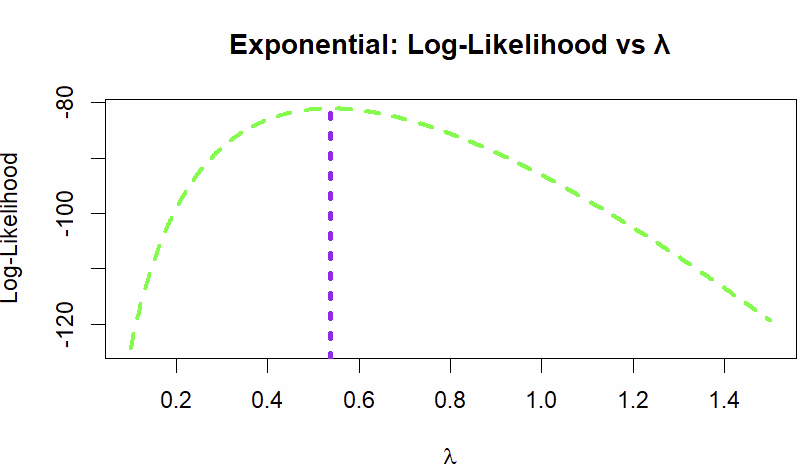 Exponential: Log-Likelihood vs λ
Log-Likelihood
-80
-100
-120
0.2 0.4 0.6 0.8 1.0 1.2 1.4
λ